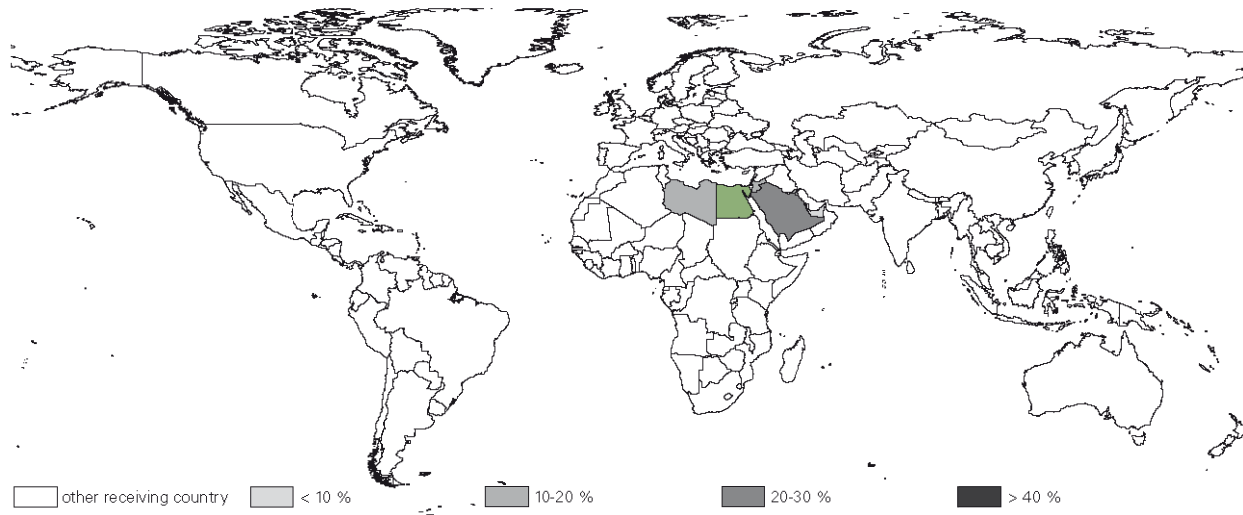 other receiving country
< 10 %
10-20 %
20-30 %
> 40 %